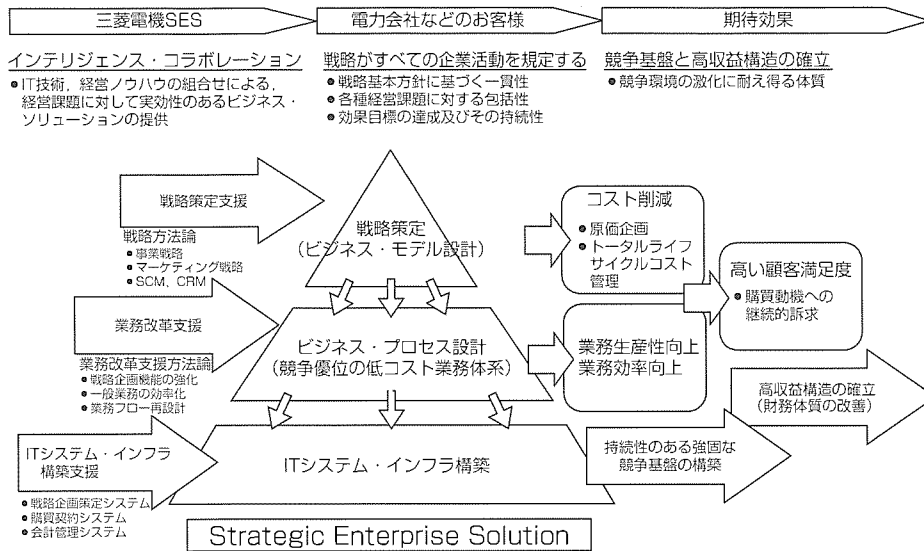 三菱電機SES
電力会社などのお客様
期待効果
インテリジェンス・コラボレーション
●IT技術，経営ノウハウの組合せによる，
経営課題に対して実効性のあるビジネス・
ソリューションの提供
戦略がすべての企業活動を規定する
●戦略基本方針に基づく一貫性
●各種経営課題に対する包括性
●効果目標の達成及びその持続性
競争基盤と高収益構造の確立
●競争環境の激化に耐え得る体質
戦略策定支援
戦略方法論
●事業戦略
●マーケティング戦略
●SCM，CRM
戦略策定
（ビジネス・モデル設計）
コスト削減
●原価企画
●トータルライフ
サイクルコスト
管理
高い顧客満足度
●購買動機への
継続的訴求
業務改革支援
業務改革支援方法論
●戦略企画機能の強化
●一般業務の効率化
●業務フロー再設計
ビジネス・プロセス設計
（競争優位の低コスト業務体系）
業務生産性向上
業務効率向上
高収益構造の確立
（財務体質の改善）
ITシステム・インフラ
構築支援
●戦略企画策定システム
●購買契約システム
●会計管理システム
ITシステム・インフラ構築
持続性のある強固な
競争基盤の構築
Strategic Enterprise Solution